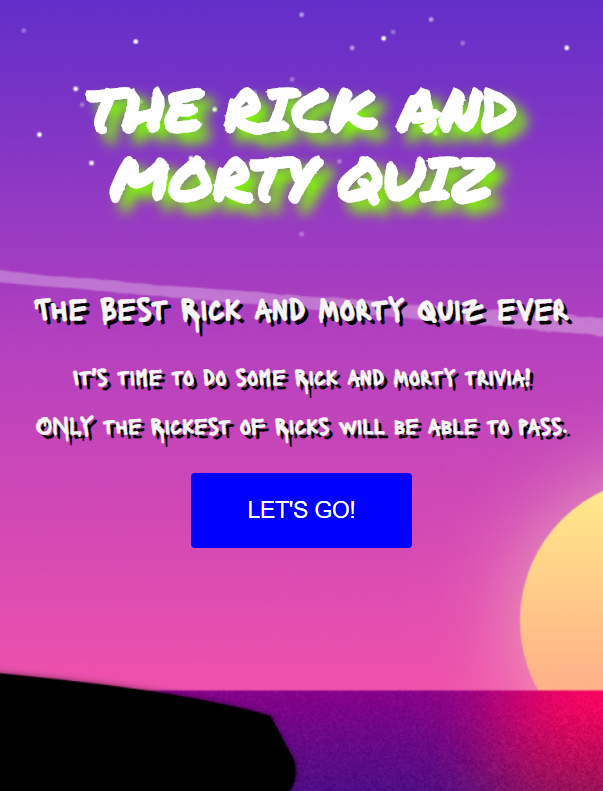 THE RICK AND
MORTY QUIZ
THE BEST RICK AND MORTY QUIZ EVER
IT'S TIME TO DO SOME RICK AND MORTY TRIVIA!
ONLY THE RICKEST OF RICKS WILL BE ABLE TO PASS.
LET'S GO!